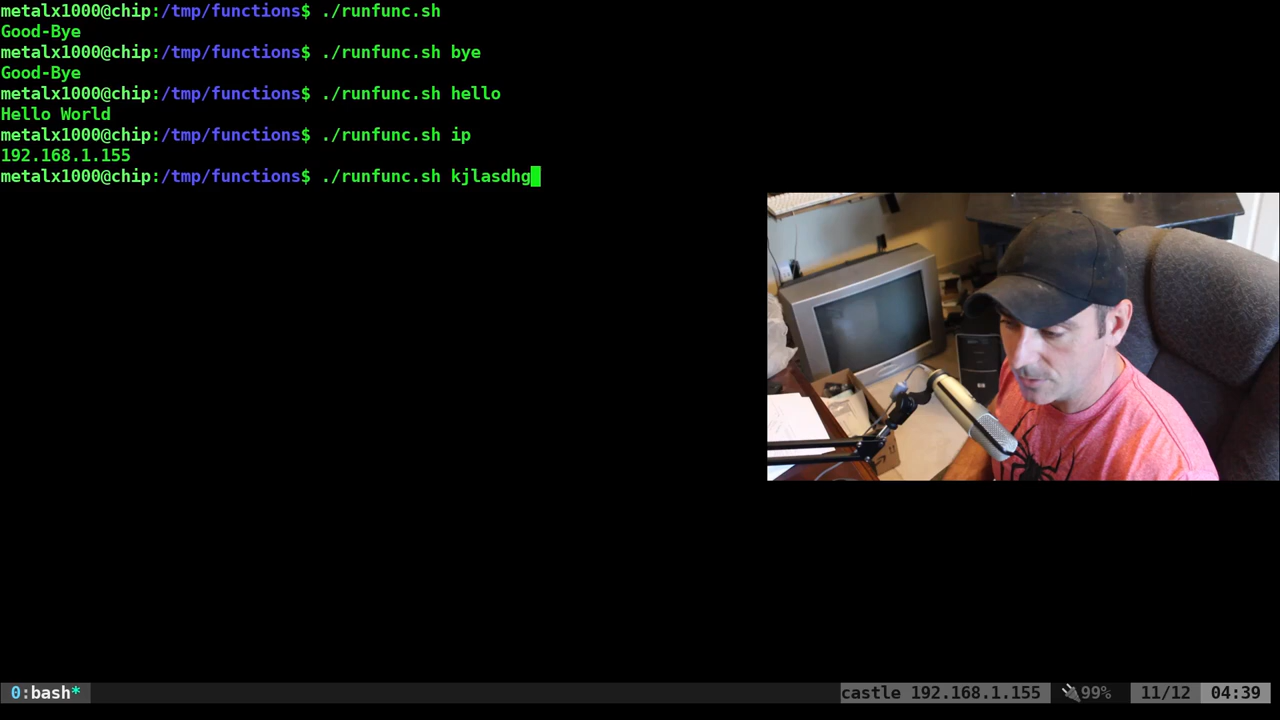 metalx1000@chip:/tmp/functions$ ./runfunc.sh
Good-Bye
metalx1000@chip:/tmp/functions$ ./runfunc.sh bye
Good-Bye
metalx1000@chip:/tmp/functions$ ./runfunc.sh hello
Hello World
metalx1000@chip:/tmp/functions$ ./runfunc.sh ip
192.168.1.155
metalx1000@chip:/tmp/functions$ ./runfunc.sh kjlasdhg
0:bash* castle 192.168.1.155 99% 11/12 04:39